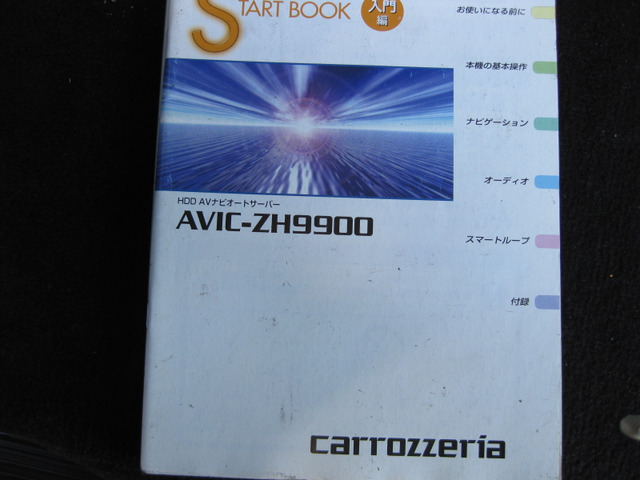 START BOOK
入門
編
お使いになる前に
本機の基本操作
ナビゲーション
オーディオ
スマートループ
付録
HDD AVナビオートサーバー
AVIC-ZH9900
carrozzeria